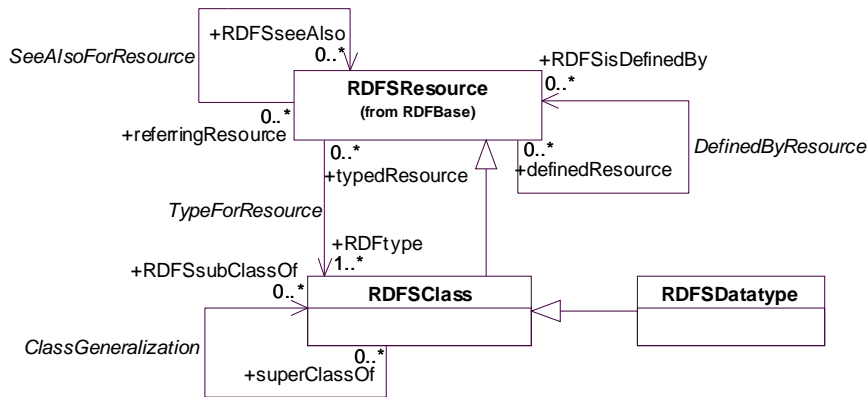 +RDFSseeAlso
SeeAlsoForResource
0..*
+RDFSisDefinedBy
0..*
RDFSResource
(from RDFBase)
0..*
+referringResource
0..*
+typedResource
0..*
+definedResource
DefinedByResource
TypeForResource
+RDFtype
1..*
+RDFSsubClassOf
0..*
RDFSClass
RDFSDatatype
ClassGeneralization
0..*
+superClassOf